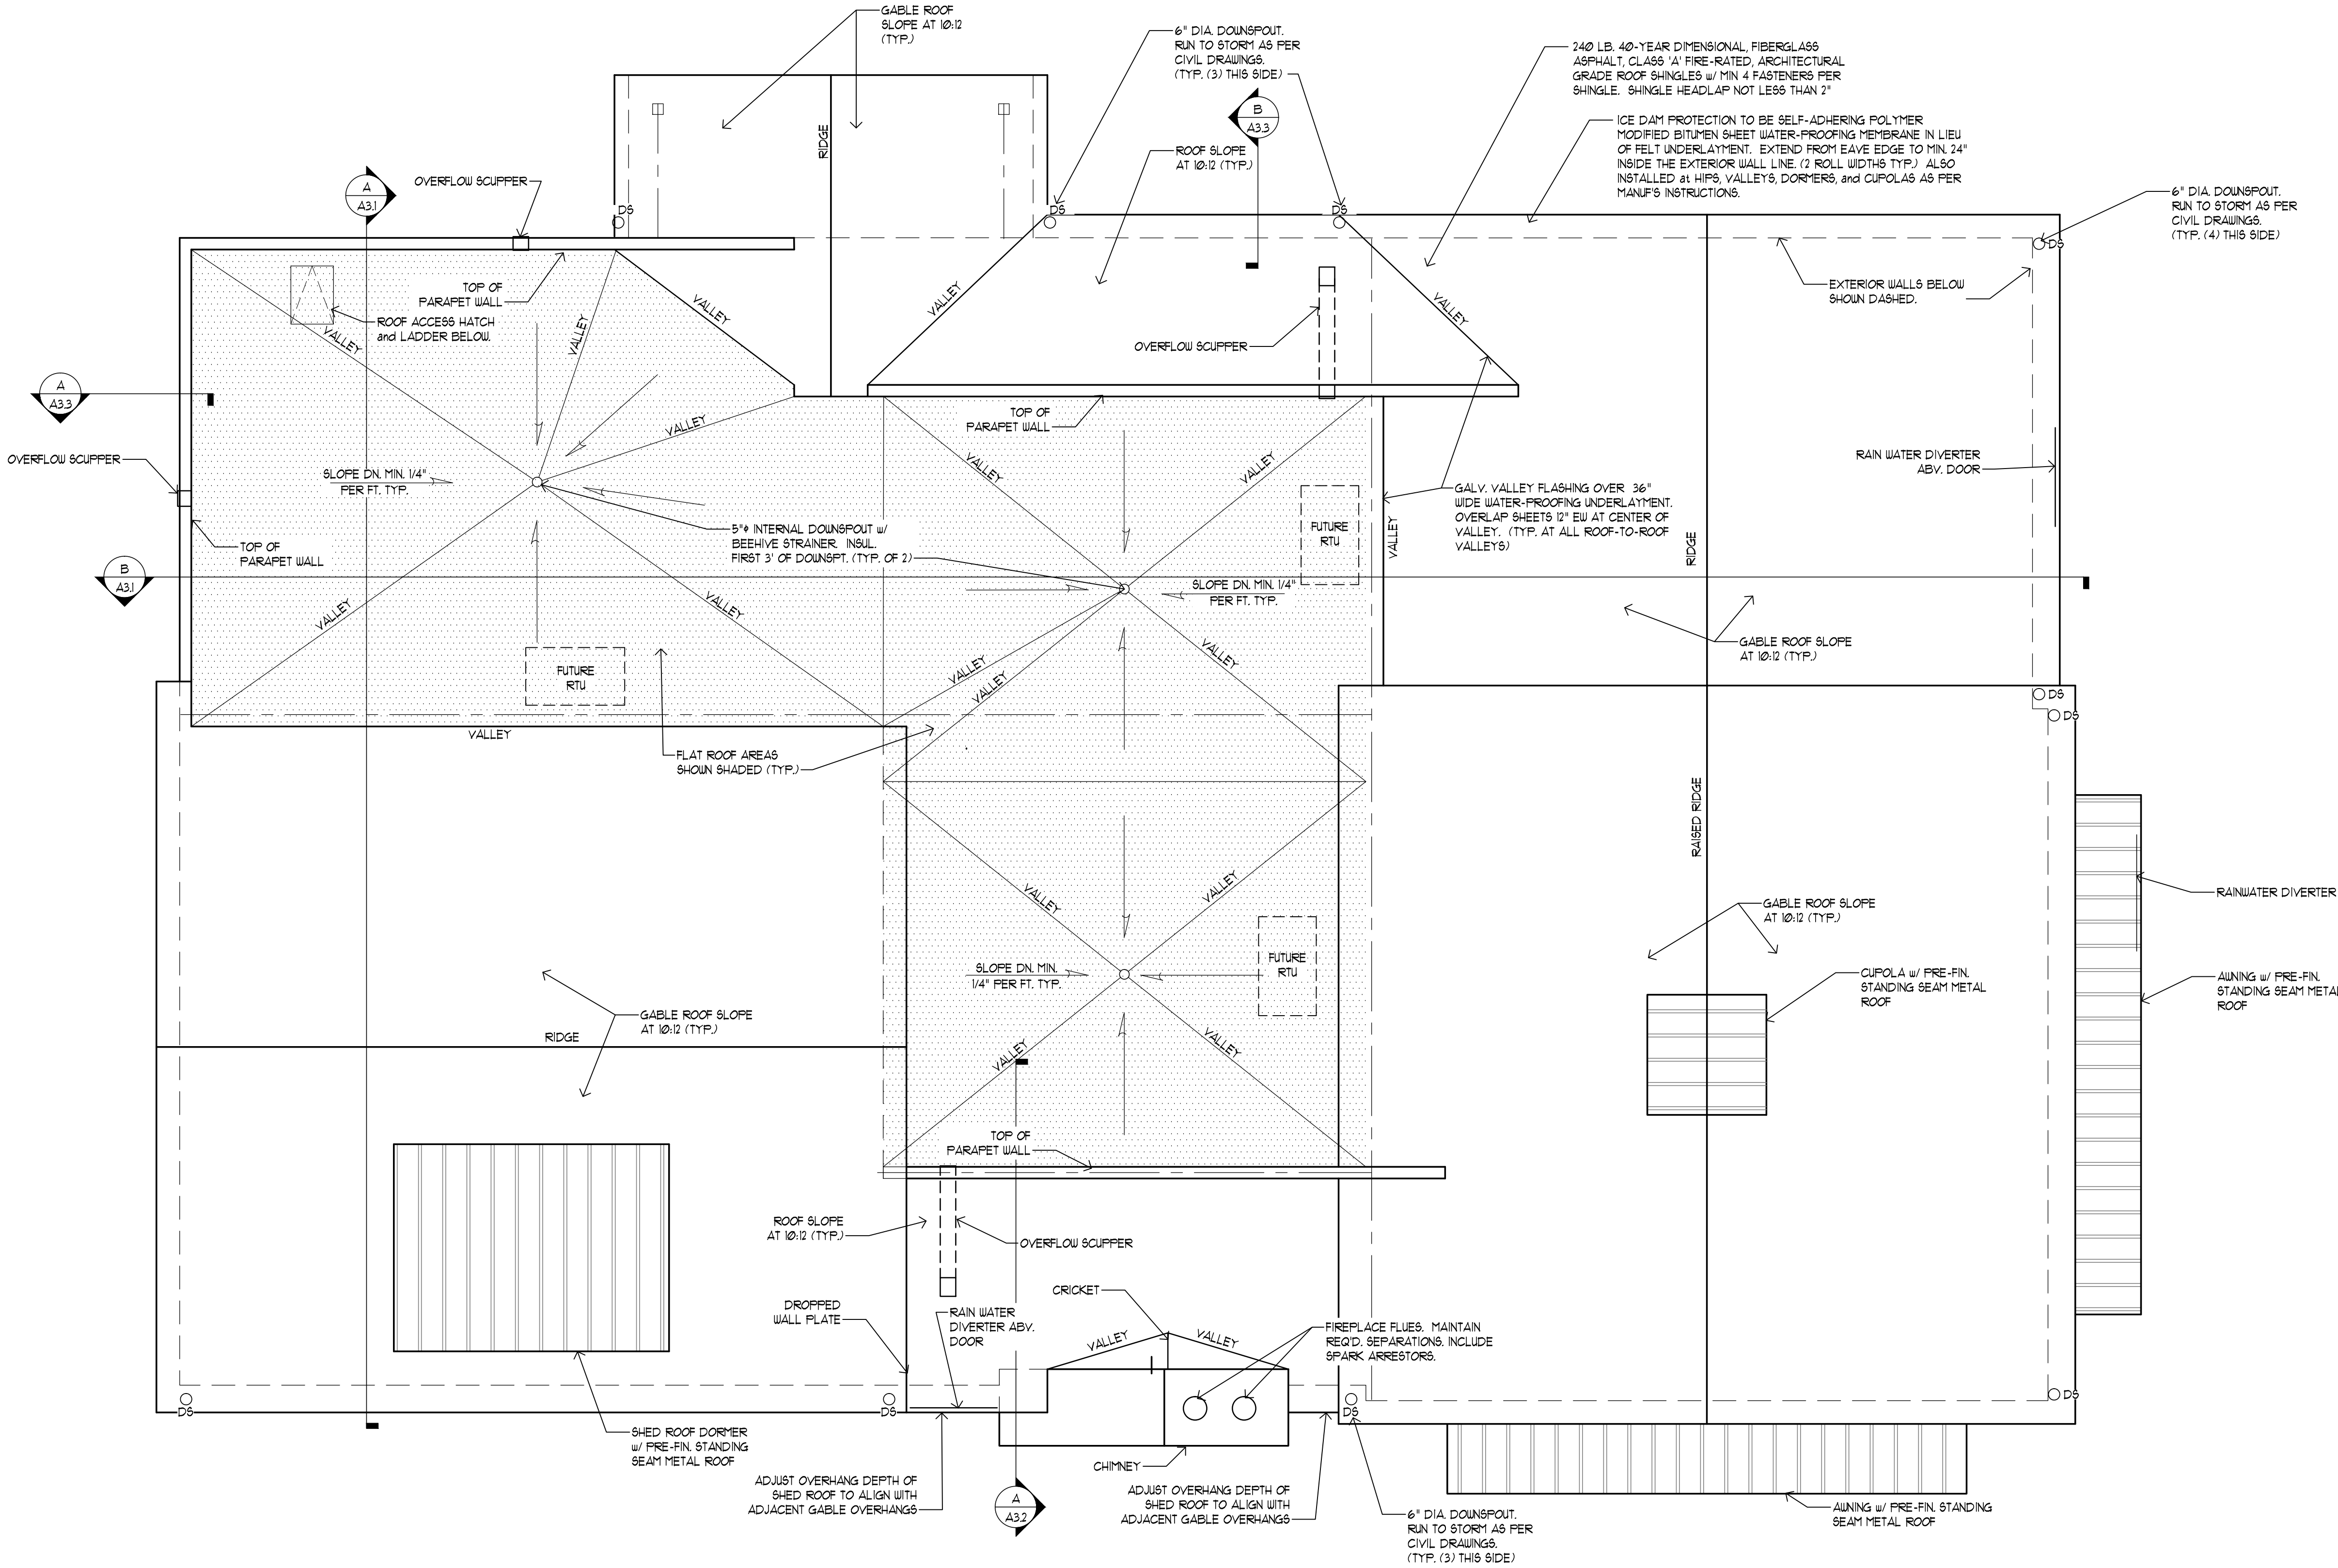 GABLE ROOF
SLOPE AT 10:12
(TYP.)
6" DIA. DOWNSPOUT.
RUN TO STORM AS PER
CIVIL DRAWINGS.
(TYP. (3) THIS SIDE)
240 LB. 40-YEAR DIMENSIONAL, FIBERGLASS
ASPHALT, CLASS 'A' FIRE-RATED, ARCHITECTURAL
GRADE ROOF SHINGLES w/ MIN 4 FASTENERS PER
SHINGLE. SHINGLE HEADLAP NOT LESS THAN 2"
B
A3.3
ICE DAM PROTECTION TO BE SELF-ADHERING POLYMER
MODIFIED BITUMEN SHEET WATER-PROOFING MEMBRANE IN LIEU
OF FELT UNDERLAYMENT. EXTEND FROM EAVE EDGE TO MIN. 24"
INSIDE THE EXTERIOR WALL LINE. (2 ROLL WIDTHS TYP.) ALSO
INSTALLED at HIPS, VALLEYS, DORMERS, and CUPOLAS AS PER
MANUF'S INSTRUCTIONS.
RIDGE
ROOF SLOPE
AT 10:12 (TYP.)
A
A3.1
OVERFLOW SCUPPER
6" DIA. DOWNSPOUT.
RUN TO STORM AS PER
CIVIL DRAWINGS.
(TYP. (4) THIS SIDE)
DS
DS
DS
DS
TOP OF
PARAPET WALL
EXTERIOR WALLS BELOW
SHOWN DASHED.
ROOF ACCESS HATCH
and LADDER BELOW.
VALLEY
VALLEY
VALLEY
VALLEY
VALLEY
OVERFLOW SCUPPER
A
A3.3
TOP OF
PARAPET WALL
VALLEY
OVERFLOW SCUPPER
SLOPE DN. MIN. 1/4"
PER FT. TYP.
VALLEY
VALLEY
RAIN WATER DIVERTER
ABV. DOOR
GALV. VALLEY FLASHING OVER 36"
WIDE WATER-PROOFING UNDERLAYMENT.
OVERLAP SHEETS 12" EW AT CENTER OF
VALLEY. (TYP. AT ALL ROOF-TO-ROOF
VALLEYS)
5"ϕ INTERNAL DOWNSPOUT w/
BEEHIVE STRAINER. INSUL.
FIRST 3' OF DOWNSPT. (TYP. OF 2)
FUTURE
RTU
VALLEY
RIDGE
TOP OF
PARAPET WALL
B
A3.1
SLOPE DN. MIN. 1/4"
PER FT. TYP.
VALLEY
VALLEY
GABLE ROOF SLOPE
AT 10:12 (TYP.)
FUTURE
RTU
VALLEY
VALLEY
VALLEY
DS
DS
VALLEY
FLAT ROOF AREAS
SHOWN SHADED (TYP.)
RAISED RIDGE
VALLEY
VALLEY
RAINWATER DIVERTER
GABLE ROOF SLOPE
AT 10:12 (TYP.)
FUTURE
RTU
SLOPE DN. MIN.
1/4" PER FT. TYP.
CUPOLA w/ PRE-FIN.
STANDING SEAM METAL
ROOF
AWNING w/ PRE-FIN.
STANDING SEAM METAL
ROOF
GABLE ROOF SLOPE
AT 10:12 (TYP.)
RIDGE
VALLEY
VALLEY
TOP OF
PARAPET WALL
ROOF SLOPE
AT 10:12 (TYP.)
OVERFLOW SCUPPER
CRICKET
DROPPED
WALL PLATE
RAIN WATER
DIVERTER ABV.
DOOR
VALLEY
VALLEY
FIREPLACE FLUES. MAINTAIN
REQ'D. SEPARATIONS. INCLUDE
SPARK ARRESTORS.
DS
DS
DS
DS
SHED ROOF DORMER
w/ PRE-FIN. STANDING
SEAM METAL ROOF
CHIMNEY
ADJUST OVERHANG DEPTH OF
SHED ROOF TO ALIGN WITH
ADJACENT GABLE OVERHANGS
A
A3.2
ADJUST OVERHANG DEPTH OF
SHED ROOF TO ALIGN WITH
ADJACENT GABLE OVERHANGS
6" DIA. DOWNSPOUT.
RUN TO STORM AS PER
CIVIL DRAWINGS.
(TYP. (3) THIS SIDE)
AWNING w/ PRE-FIN. STANDING
SEAM METAL ROOF